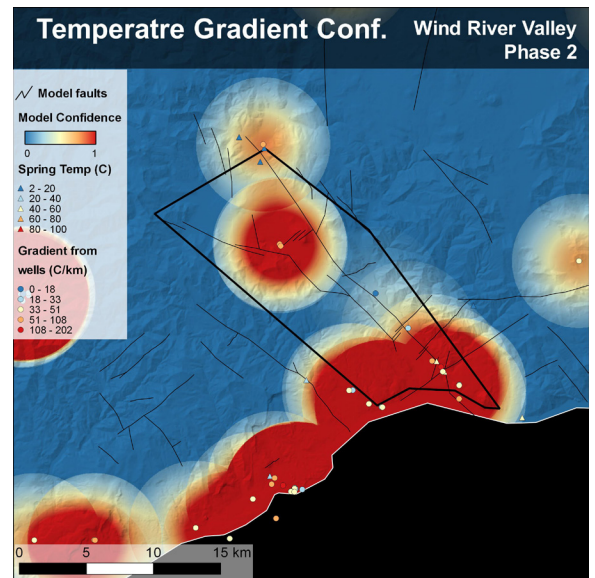 Temperatre Gradient Conf.
Wind River Valley
Phase 2
Model faults
Model Confidence
0 1
Spring Temp (C)
2 - 20
20 - 40
40 - 60
60 - 80
80 - 100
Gradient from
wells (C/km)
0 - 18
18 - 33
33 - 51
51 - 108
108 - 202
0 5 10 15 km